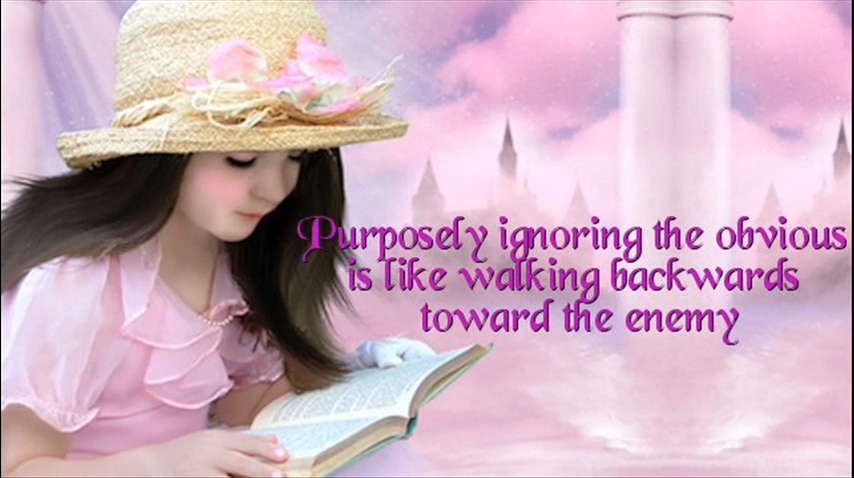 Purposely ignoring the obvious
is like walking backwards
toward the enemy